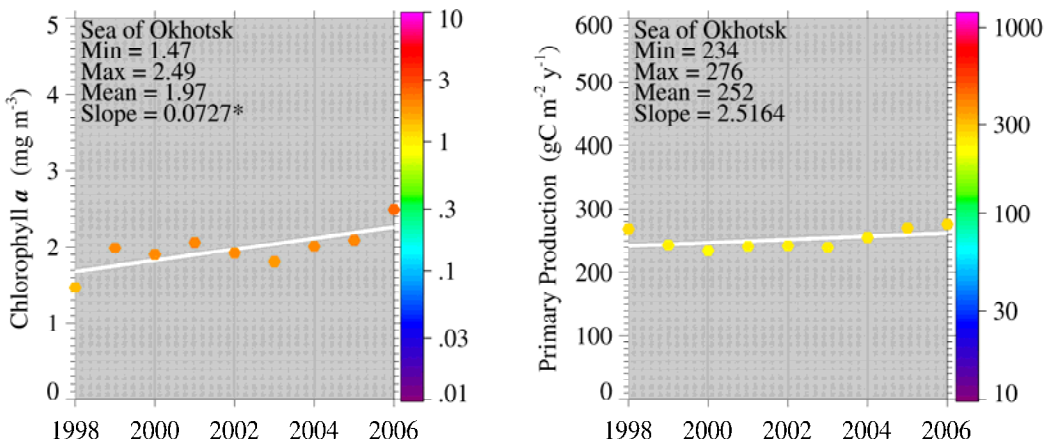 Sea of Okhotsk
Min = 1.47
Max = 2.49
Mean = 1.97
Slope = 0.0727*
Chlorophyll a (mg m-3)
5
4
3
2
1
0
1998 2000 2002 2004 2006
10
3
1
.3
.1
.03
.01
Sea of Okhotsk
Min = 234
Max = 276
Mean = 252
Slope = 2.5164
Primary Production (gC m-2 y-1)
600
500
400
300
200
100
0
1998 2000 2002 2004 2006
1000
300
100
30
10